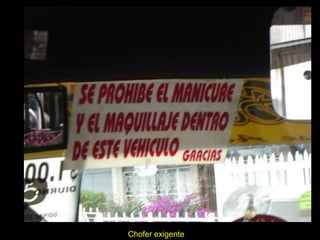 SE PROHIBE EL MANICURE
Y EL MAQUILLAJE DENTRO
DE ESTE VEHICULO GRACIAS
Chofer exigente